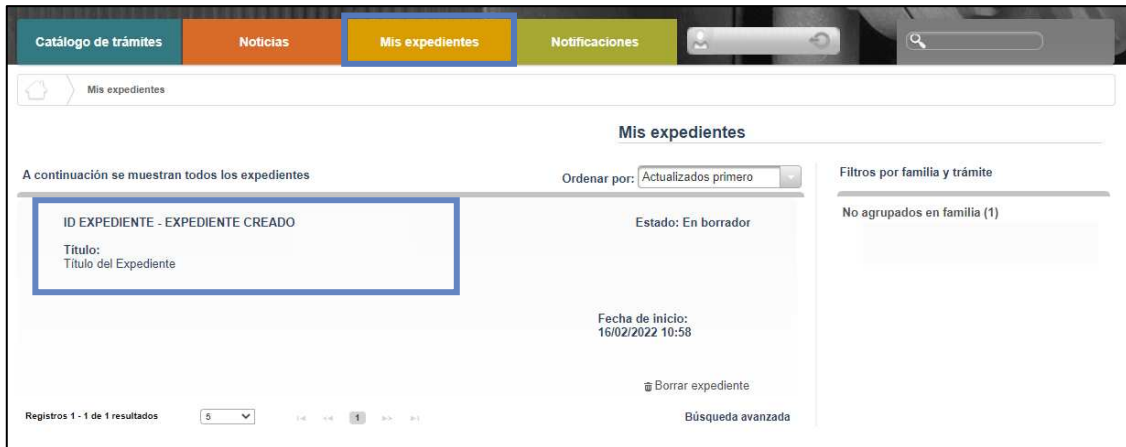 Catálogo de trámites
Noticias
Mis expedientes
Notificaciones
Mis expedientes
Mis expedientes
A continuación se muestran todos los expedientes
Ordenar por: Actualizados primero
Filtros por familia y trámite
ID EXPEDIENTE - EXPEDIENTE CREADO
Estado: En borrador
No agrupados en familia (1)
Título:
Título del Expediente
Fecha de inicio:
16/02/2022 10:58
Borrar expediente
Registros 1 - 1 de 1 resultados
5
1
Búsqueda avanzada